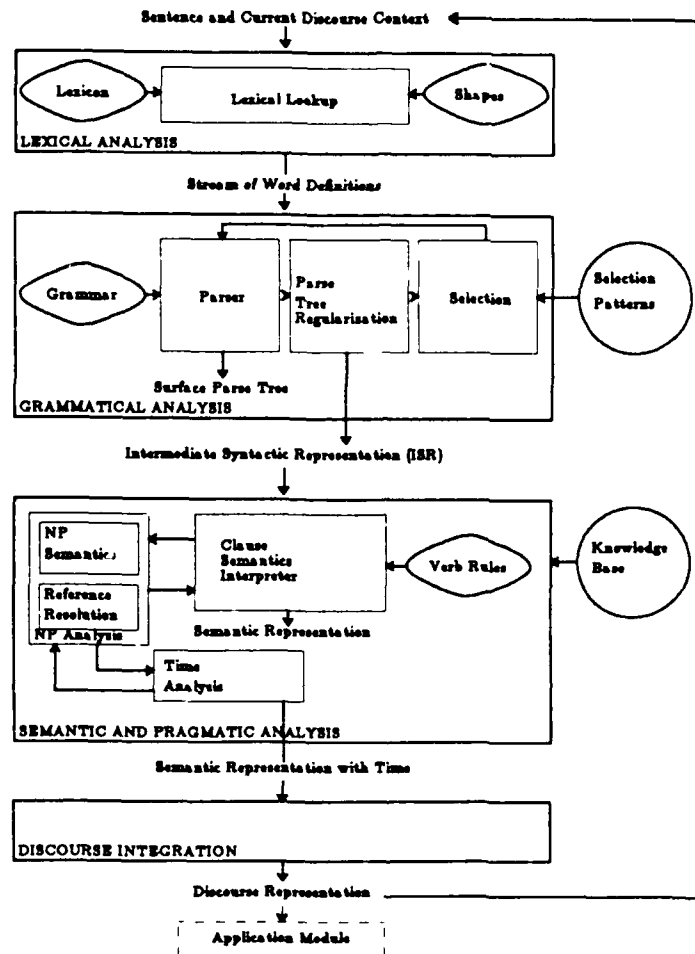 Sentence and Current Discourse Context
Lexicon
Lexical Lookup
Shapes
LEXICAL ANALYSIS
Stream of Word Definitions
Grammar
Parser
Parse
Tree
Regularisation
Selection
Selection
Patterns
Surface Parse Tree
GRAMMATICAL ANALYSIS
Intermediate Syntactic Representation (ISR)
NP
Semantics
Clause
Semantics
Interpreter
Verb Rules
Knowledge
Base
Reference
Resolution
NP Analysis
Semantic Representation
Time
Analysis
SEMANTIC AND PRAGMATIC ANALYSIS
Semantic Representation with Time
DISCOURSE INTEGRATION
Discourse Representation
Application Module